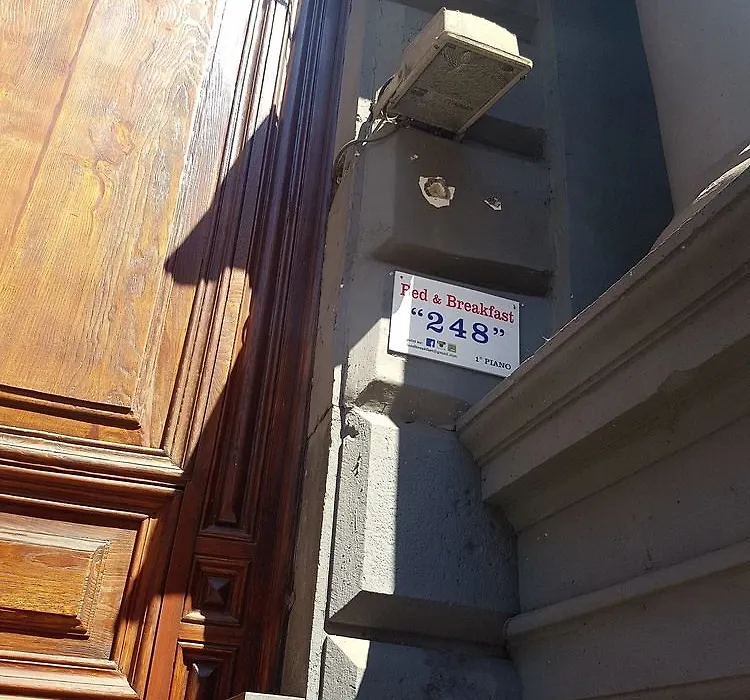 Bed & Breakfast
“248”
1° PIANO